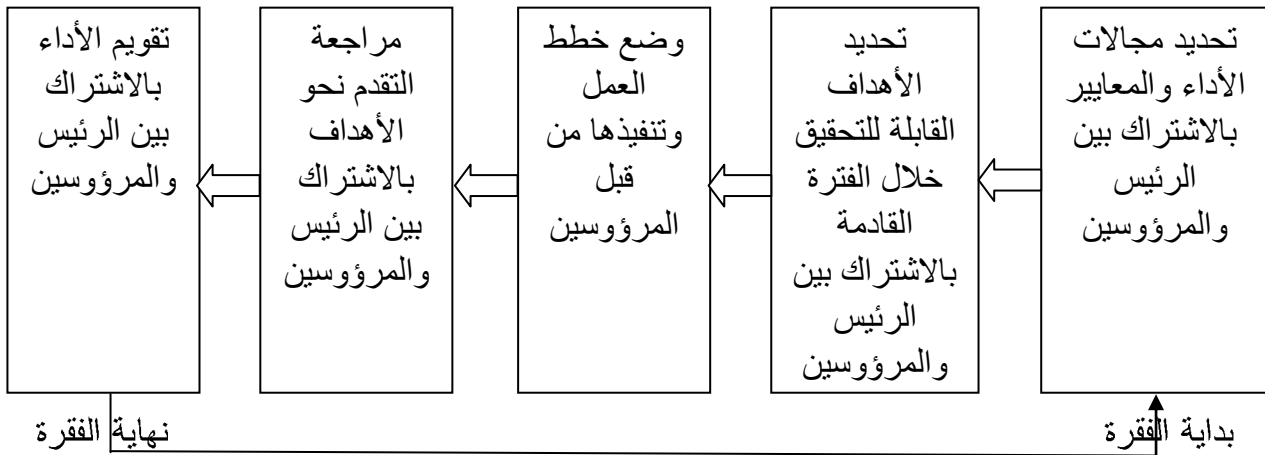 تحديد مجالات
الأداء والمعايير
بالاشتراك بين
الرئيس
والمرؤوسين
تحديد
الأهداف
القابلة للتحقيق
خلال الفترة
القادمة
بالاشتراك بين
الرئيس
والمرؤوسين
وضع خطط
العمل
وتنفيذها من
قبل
المرؤوسين
مراجعة
التقدم نحو
الأهداف
بالاشتراك
بين الرئيس
والمرؤوسين
تقويم الأداء
بالاشتراك
بين الرئيس
والمرؤوسين
بداية الفقرة
نهاية الفقرة